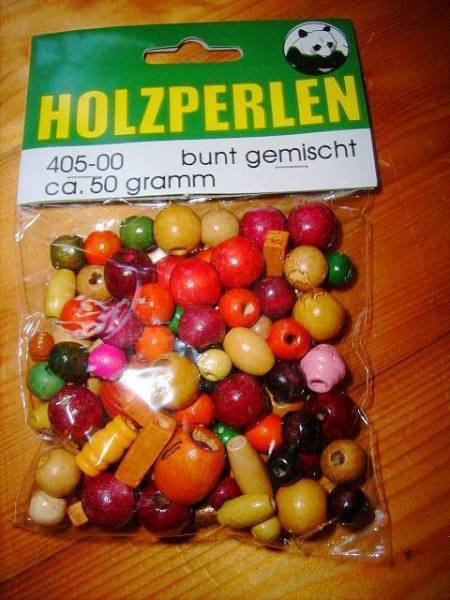 HOLZPERLEN
405-00 bunt gemischt
ca. 50 gramm